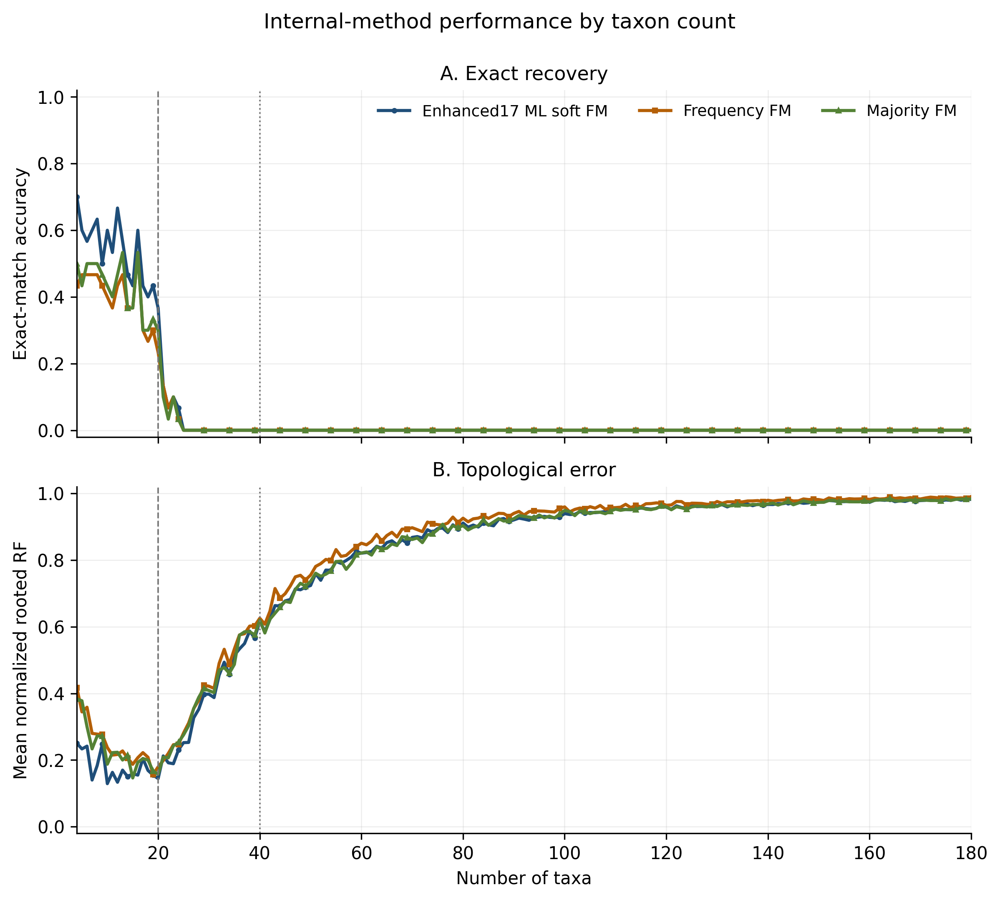 Internal-method performance by taxon count
A. Exact recovery
Enhanced17 ML soft FM Frequency FM Majority FM
Exact-match accuracy
1.0
0.8
0.6
0.4
0.2
0.0
B. Topological error
Mean normalized rooted RF
1.0
0.8
0.6
0.4
0.2
0.0
20 40 60 80 100 120 140 160 180
Number of taxa